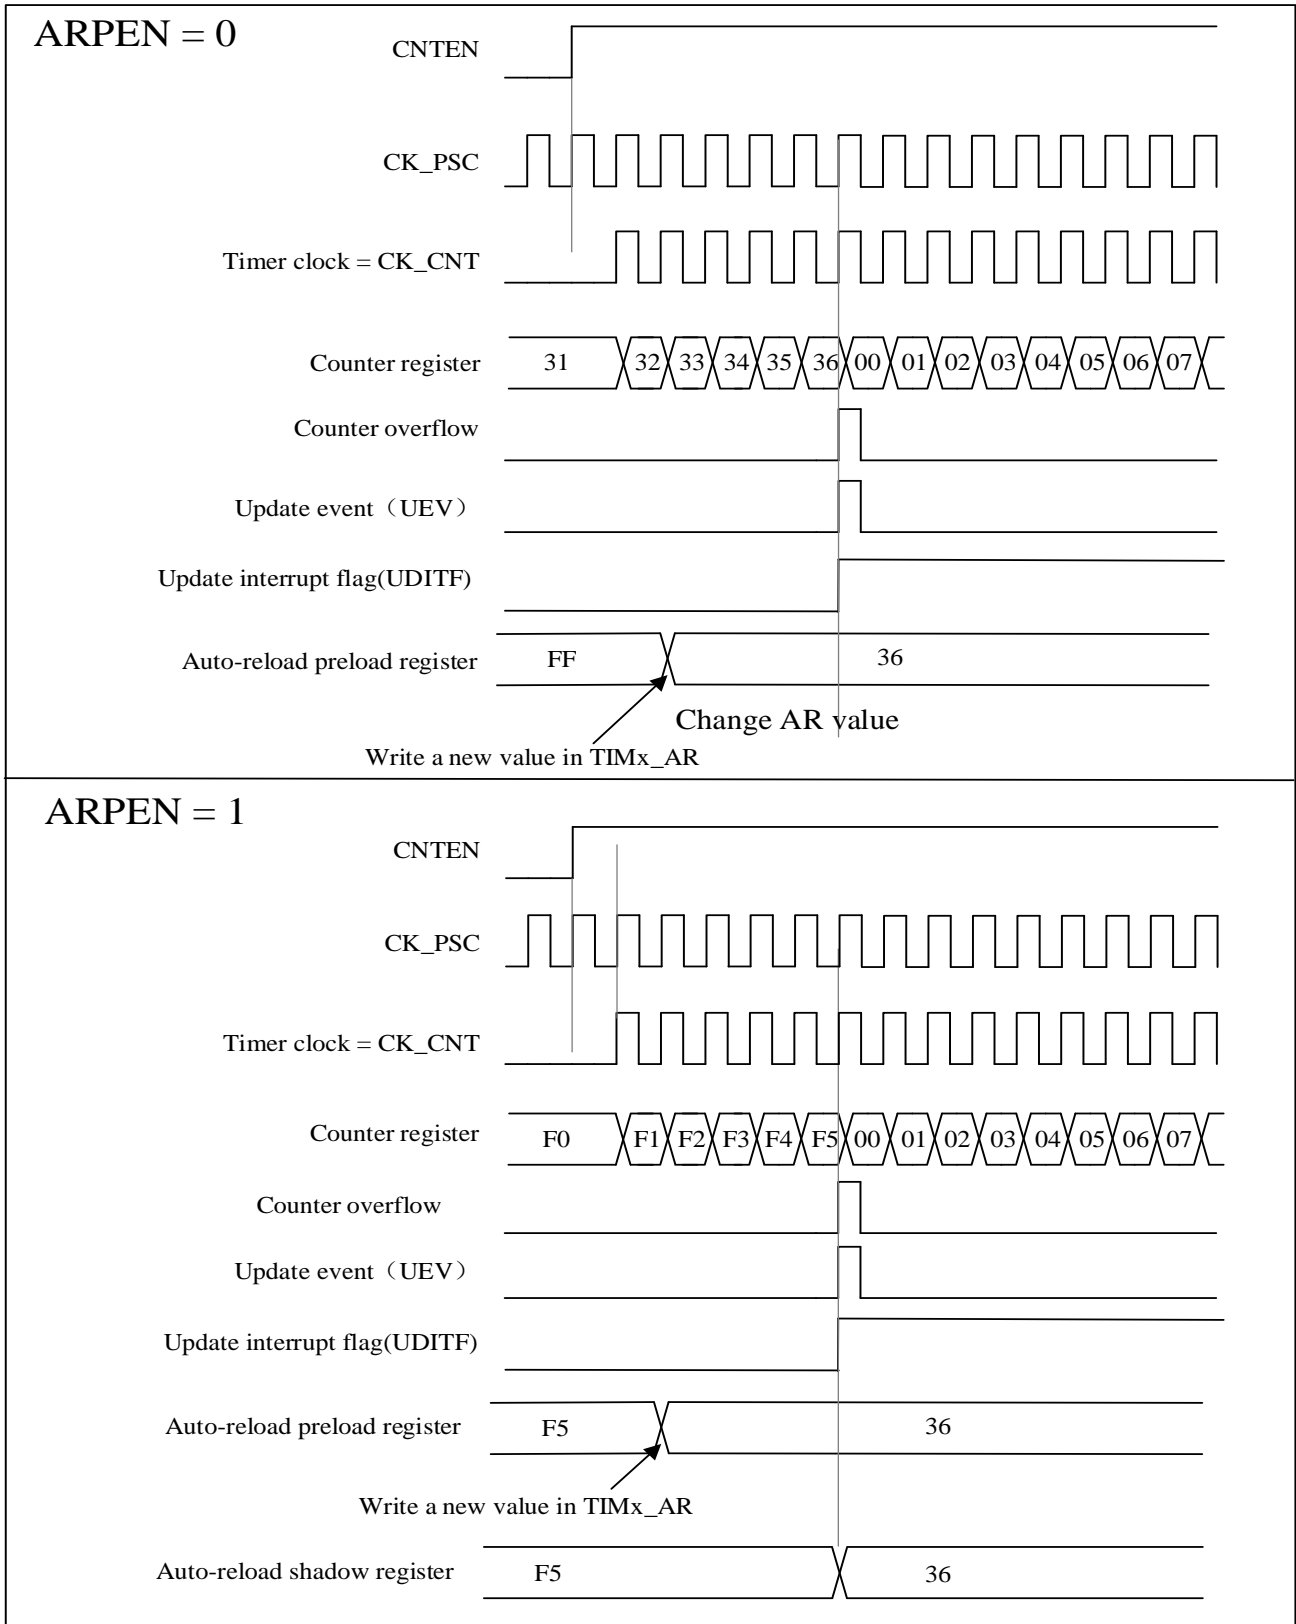 ARPEN = 0
CNTEN
CK_PSC
Timer clock = CK_CNT
Counter register 31 32 33 34 35 36 00 01 02 03 04 05 06 07
Counter overflow
Update event（UEV）
Update interrupt flag(UDITF)
Auto-reload preload register FF 36
Change AR value
Write a new value in TIMx_AR
ARPEN = 1
CNTEN
CK_PSC
Timer clock = CK_CNT
Counter register F0 F1 F2 F3 F4 F5 00 01 02 03 04 05 06 07
Counter overflow
Update event（UEV）
Update interrupt flag(UDITF)
Auto-reload preload register F5 36
Write a new value in TIMx_AR
Auto-reload shadow register F5 36